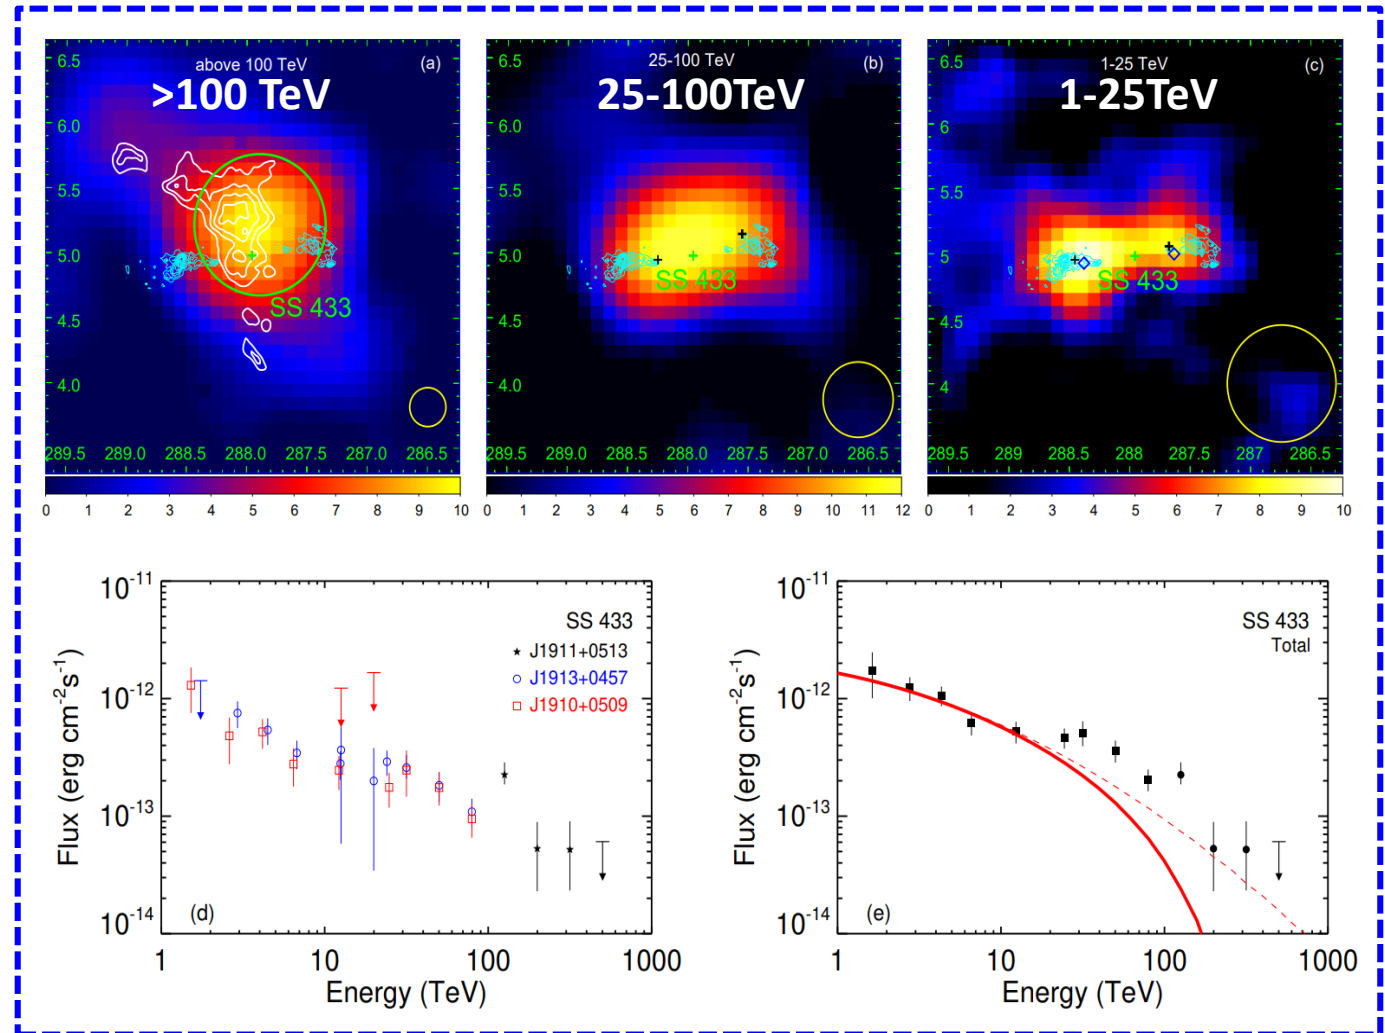 above 100 TeV (a)
>100 TeV
6.5
6.0
5.5
5.0
4.5
4.0
SS 433
289.5 289.0 288.5 288.0 287.5 287.0 286.5
0 1 2 3 4 5 6 7 8 9 10
25-100 TeV (b)
25-100TeV
6.5
6.0
5.5
5.0
4.5
4.0
SS 433
289.5 289.0 288.5 288.0 287.5 287.0 286.5
0 1 2 3 4 5 6 7 8 9 10 11 12
1-25 TeV (c)
1-25TeV
6.5
6
5.5
5
4.5
4
SS 433
289.5 289 288.5 288 287.5 287 286.5
0 1 2 3 4 5 6 7 8 9 10
Flux (erg cm-2s-1)
10-11
10-12
10-13
10-14
SS 433
J1911+0513
J1913+0457
J1910+0509
(d)
1 10 100 1000
Energy (TeV)
Flux (erg cm-2s-1)
10-11
10-12
10-13
10-14
SS 433
Total
(e)
1 10 100 1000
Energy (TeV)